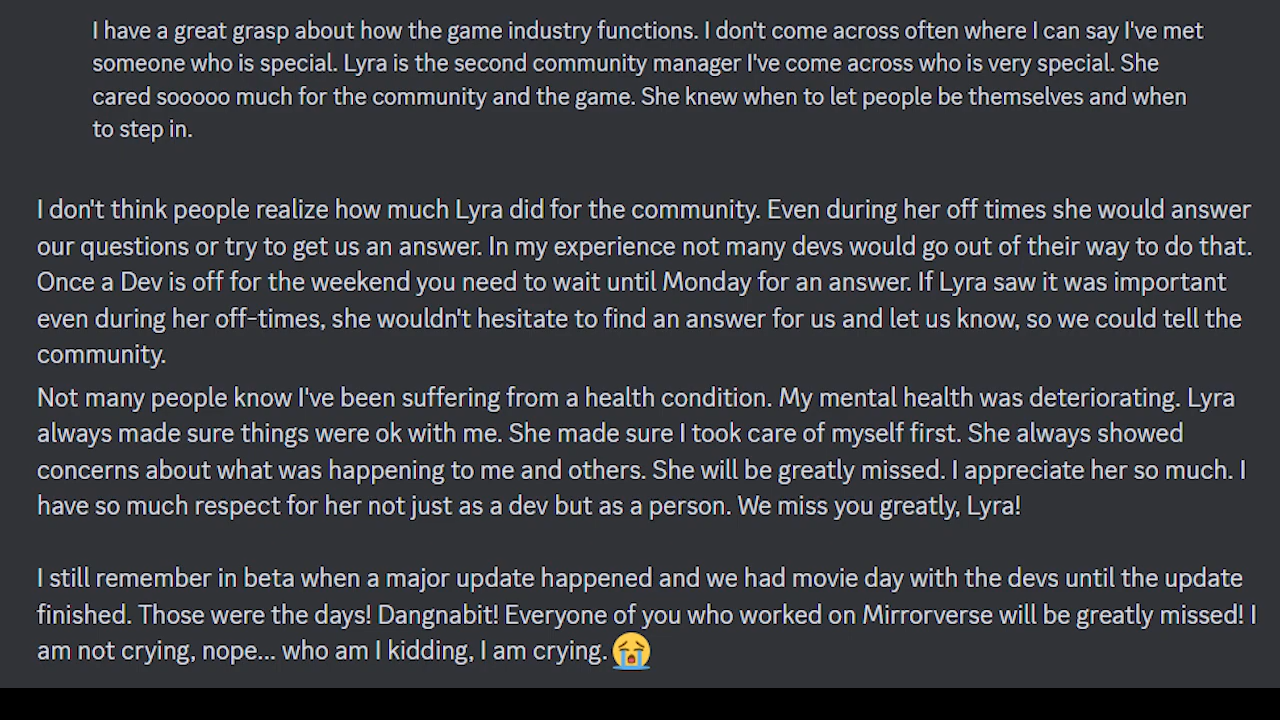 I have a great grasp about how the game industry functions. I don't come across often where I can say I've met
someone who is special. Lyra is the second community manager I've come across who is very special. She
cared sooooo much for the community and the game. She knew when to let people be themselves and when
to step in.
I don't think people realize how much Lyra did for the community. Even during her off times she would answer
our questions or try to get us an answer. In my experience not many devs would go out of their way to do that.
Once a Dev is off for the weekend you need to wait until Monday for an answer. If Lyra saw it was important
even during her off-times, she wouldn't hesitate to find an answer for us and let us know, so we could tell the
community.
Not many people know I've been suffering from a health condition. My mental health was deteriorating. Lyra
always made sure things were ok with me. She made sure I took care of myself first. She always showed
concerns about what was happening to me and others. She will be greatly missed. I appreciate her so much. I
have so much respect for her not just as a dev but as a person. We miss you greatly, Lyra!
I still remember in beta when a major update happened and we had movie day with the devs until the update
finished. Those were the days! Dangnabit! Everyone of you who worked on Mirrorverse will be greatly missed! I
am not crying, nope... who am I kidding, I am crying. 😭